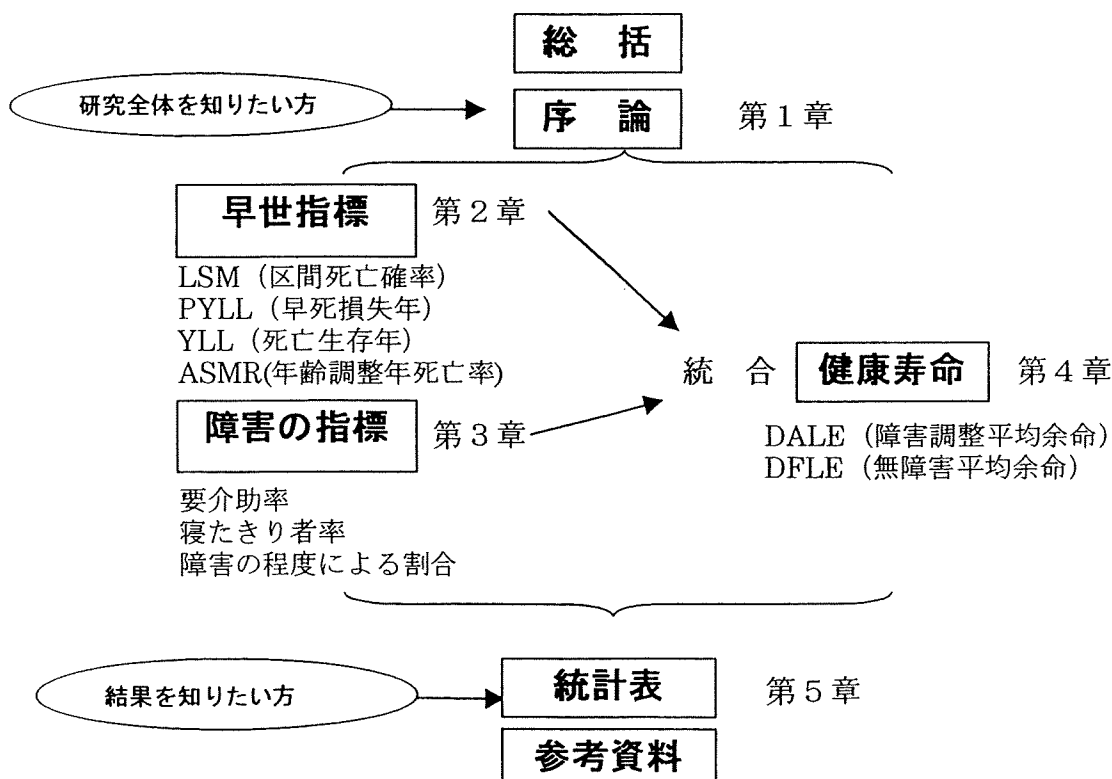 総　括
研究全体を知りたい方
序　論　第１章
早世指標　第２章
LSM（区間死亡確率）
PYLL（早死損失年）
YLL（死亡生存年）
ASMR(年齢調整年死亡率)
統　合　健康寿命　第４章
障害の指標　第３章
DALE（障害調整平均余命）
DFLE（無障害平均余命）
要介助率
寝たきり者率
障害の程度による割合
結果を知りたい方
統計表　第５章
参考資料